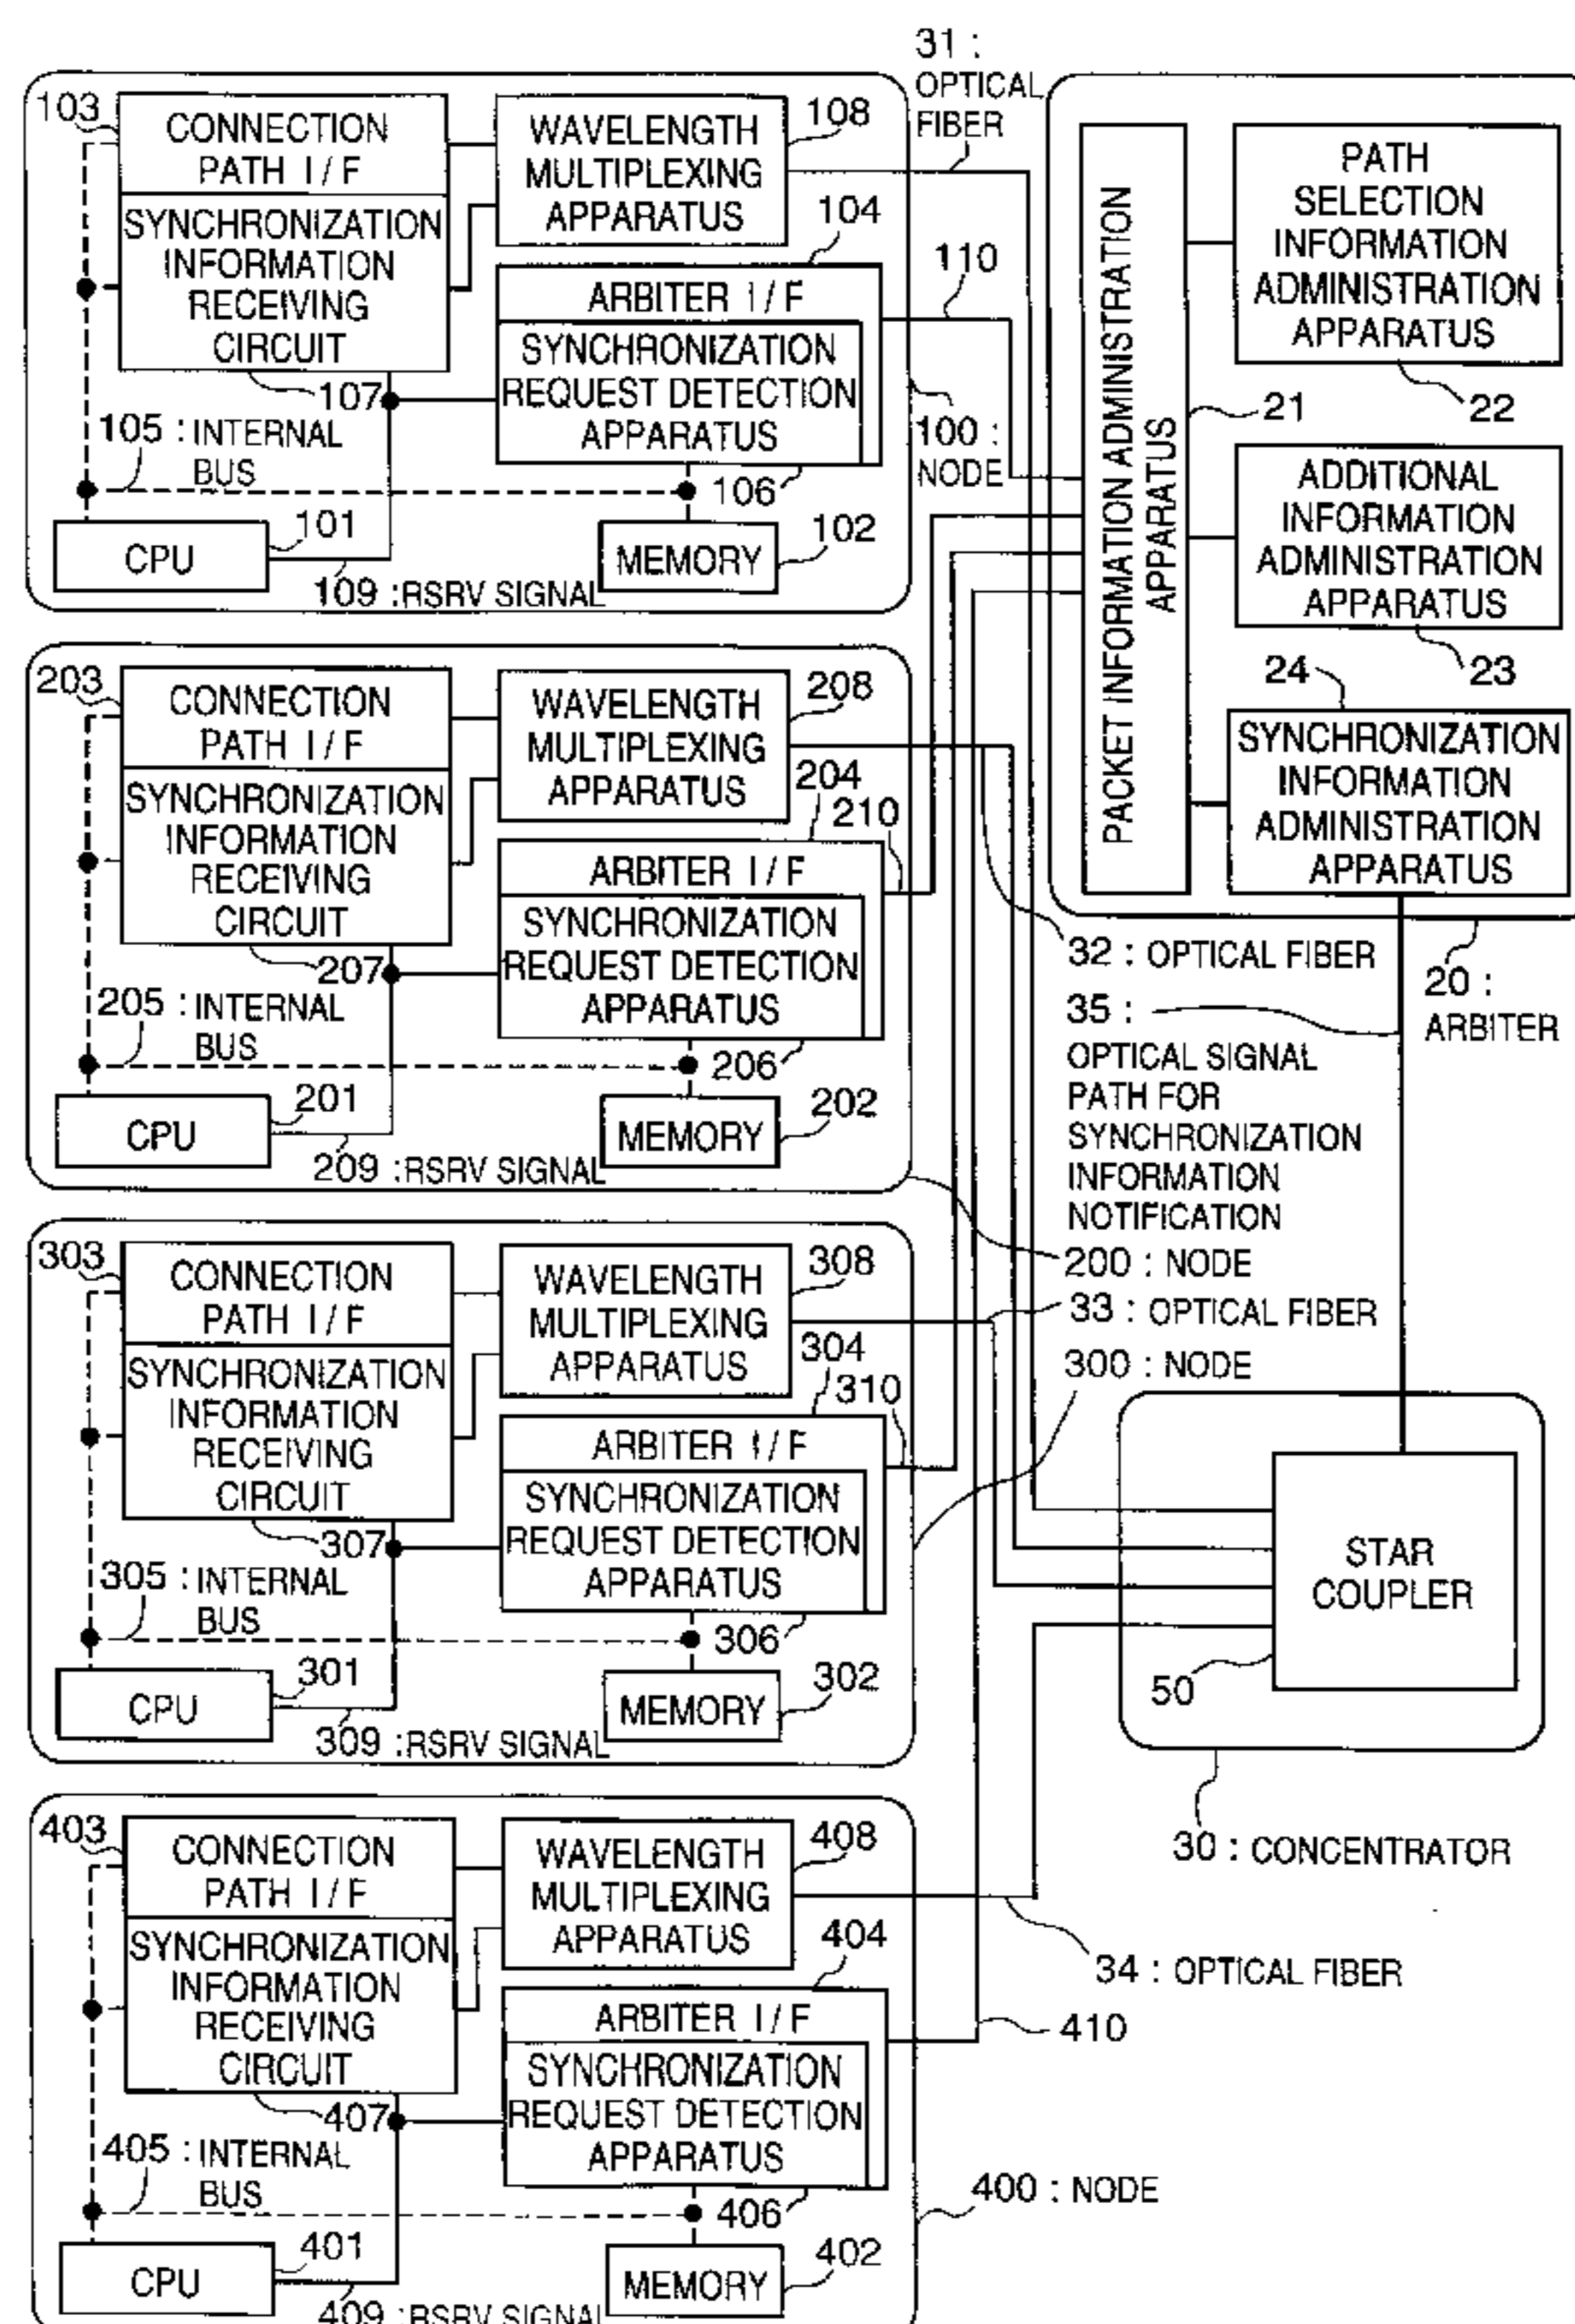 31 :
OPTICAL
FIBER
103
CONNECTION
PATH I/F
SYNCHRONIZATION
INFORMATION
RECEIVING
CIRCUIT
107
WAVELENGTH
MULTIPLEXING
APPARATUS
108
104
ARBITER I/F
SYNCHRONIZATION
REQUEST DETECTION
APPARATUS
106
110
105 : INTERNAL
BUS
CPU
101
109 : RSRV SIGNAL
MEMORY
102
100 :
NODE
203
CONNECTION
PATH I/F
SYNCHRONIZATION
INFORMATION
RECEIVING
CIRCUIT
207
WAVELENGTH
MULTIPLEXING
APPARATUS
208
204
210
ARBITER I/F
SYNCHRONIZATION
REQUEST DETECTION
APPARATUS
206
205 : INTERNAL
BUS
CPU
201
209 : RSRV SIGNAL
MEMORY
202
303
CONNECTION
PATH I/F
SYNCHRONIZATION
INFORMATION
RECEIVING
CIRCUIT
307
WAVELENGTH
MULTIPLEXING
APPARATUS
308
304
310
ARBITER I/F
SYNCHRONIZATION
REQUEST DETECTION
APPARATUS
306
305 : INTERNAL
BUS
CPU
301
309 : RSRV SIGNAL
MEMORY
302
403
CONNECTION
PATH I/F
SYNCHRONIZATION
INFORMATION
RECEIVING
CIRCUIT
407
WAVELENGTH
MULTIPLEXING
APPARATUS
408
404
ARBITER I/F
SYNCHRONIZATION
REQUEST DETECTION
APPARATUS
406
405 : INTERNAL
BUS
CPU
401
409 : RSRV SIGNAL
MEMORY
402
PACKET INFORMATION ADMINISTRATION
APPARATUS
21
PATH
SELECTION
INFORMATION
ADMINISTRATION
APPARATUS
22
ADDITIONAL
INFORMATION
ADMINISTRATION
APPARATUS
23
24
SYNCHRONIZATION
INFORMATION
ADMINISTRATION
APPARATUS
20 :
ARBITER
32 : OPTICAL FIBER
35 :
OPTICAL SIGNAL
PATH FOR
SYNCHRONIZATION
INFORMATION
NOTIFICATION
200 : NODE
33 : OPTICAL FIBER
300 : NODE
STAR
COUPLER
50
30 : CONCENTRATOR
34 : OPTICAL FIBER
410
400 : NODE